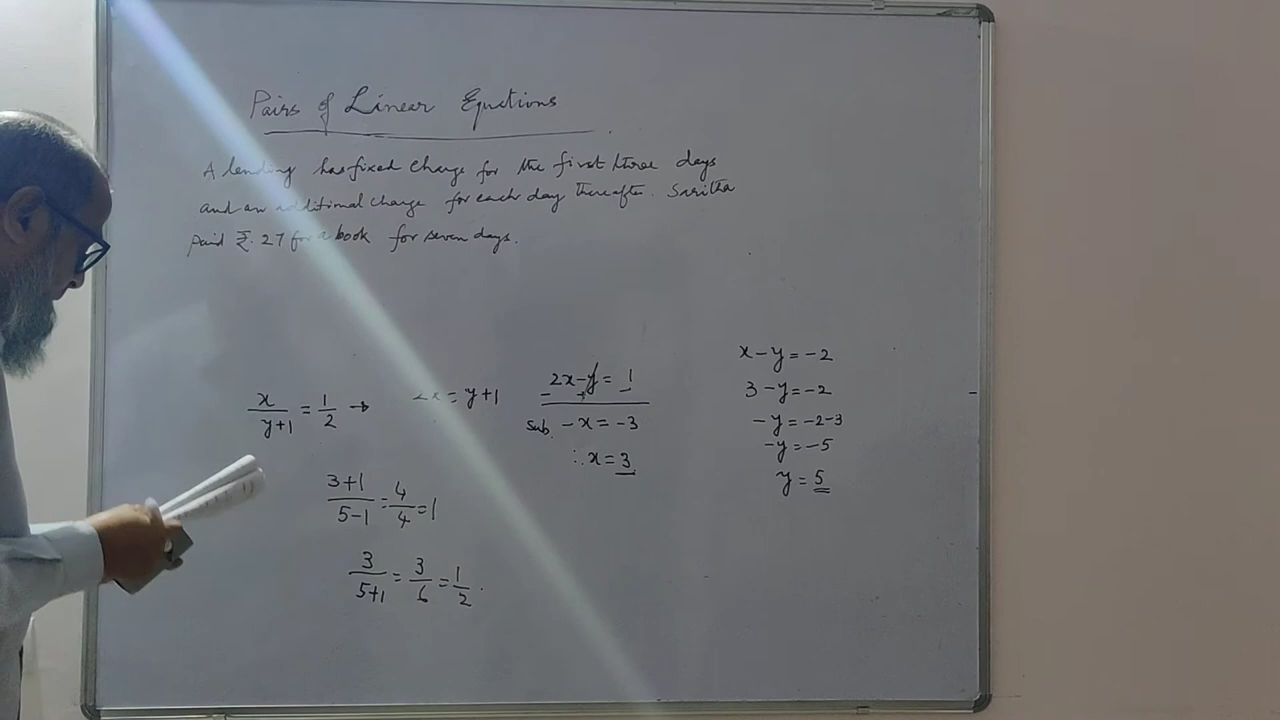 Pairs of Linear Equations
A lending has fixed charge for the first three days
and an additional charge for each day thereafter. Saritha
paid ₹. 27 for a book for seven days.
x/(y+1) = 1/2 → 2x = y+1
(3+1)/(5-1) = 4/4 = 1
3/(5+1) = 3/6 = 1/2.
2x-y = 1
- + -
Sub. -x = -3
∴ x = 3
x-y = -2
3-y = -2
-y = -2-3
-y = -5
y = 5